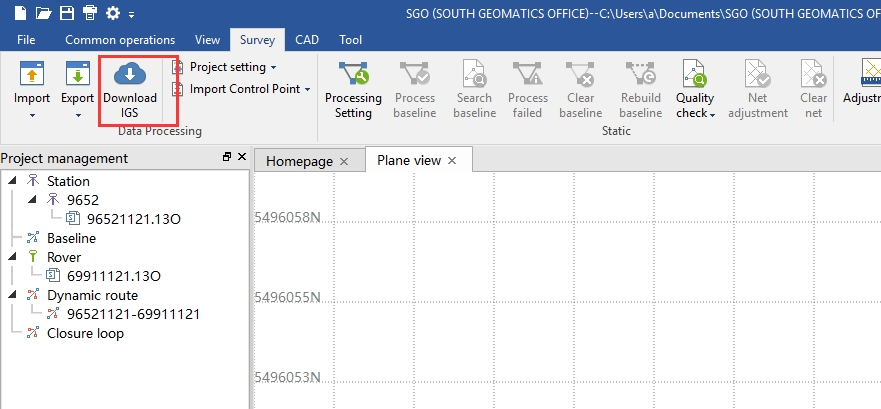 SGO (SOUTH GEOMATICS OFFICE)--C:\Users\a\Documents\SGO (SOUTH GEOMATICS OF
File Common operations View Survey CAD Tool
Import
Export
Download
IGS
Project setting
Import Control Point
Data Processing
Processing
Setting
Process
baseline
Search
baseline
Process
failed
Clear
baseline
Rebuild
baseline
Quality
check
Net
adjustment
Clear
net
Adjustm
Static
Project management
Homepage
Plane view
Station
9652
96521121.13O
Baseline
Rover
69911121.13O
Dynamic route
96521121-69911121
Closure loop
5496058N
5496055N
5496053N